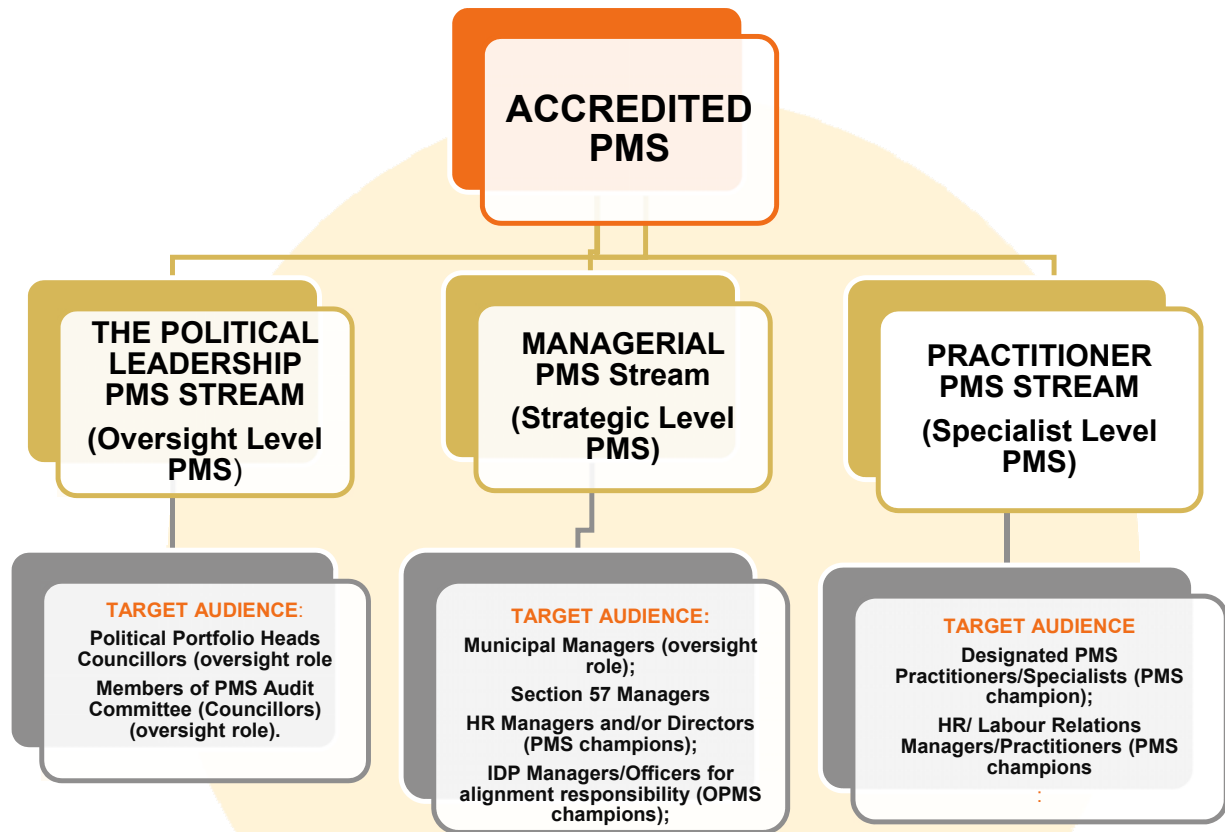 ACCREDITED
PMS
THE POLITICAL
LEADERSHIP
PMS STREAM
(Oversight Level
PMS)
MANAGERIAL
PMS Stream
(Strategic Level
PMS)
PRACTITIONER
PMS STREAM
(Specialist Level
PMS)
TARGET AUDIENCE:
Political Portfolio Heads
Councillors (oversight role
Members of PMS Audit
Committee (Councillors)
(oversight role).
TARGET AUDIENCE:
Municipal Managers (oversight
role);
Section 57 Managers
HR Managers and/or Directors
(PMS champions);
IDP Managers/Officers for
alignment responsibility (OPMS
champions);
TARGET AUDIENCE
Designated PMS
Practitioners/Specialists (PMS
champion);
HR/ Labour Relations
Managers/Practitioners (PMS
champions
: